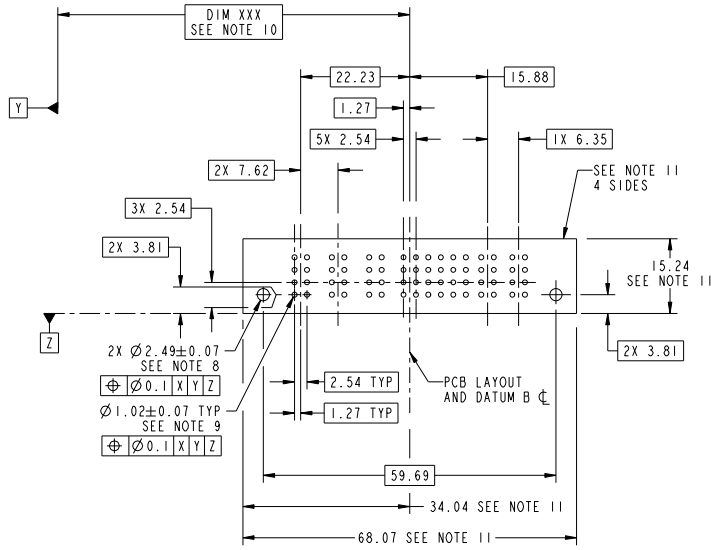 DIM XXX
SEE NOTE 10
22.23
15.88
Y
1.27
5X 2.54
1X 6.35
2X 7.62
SEE NOTE 11
4 SIDES
3X 2.54
2X 3.81
15.24
SEE NOTE 11
Z
2X Ø2.49±0.07
SEE NOTE 8
⌖ Ø0.1 X Y Z
2X 3.81
2.54 TYP
PCB LAYOUT
AND DATUM B ℄
Ø1.02±0.07 TYP
SEE NOTE 9
1.27 TYP
⌖ Ø0.1 X Y Z
59.69
34.04 SEE NOTE 11
68.07 SEE NOTE 11